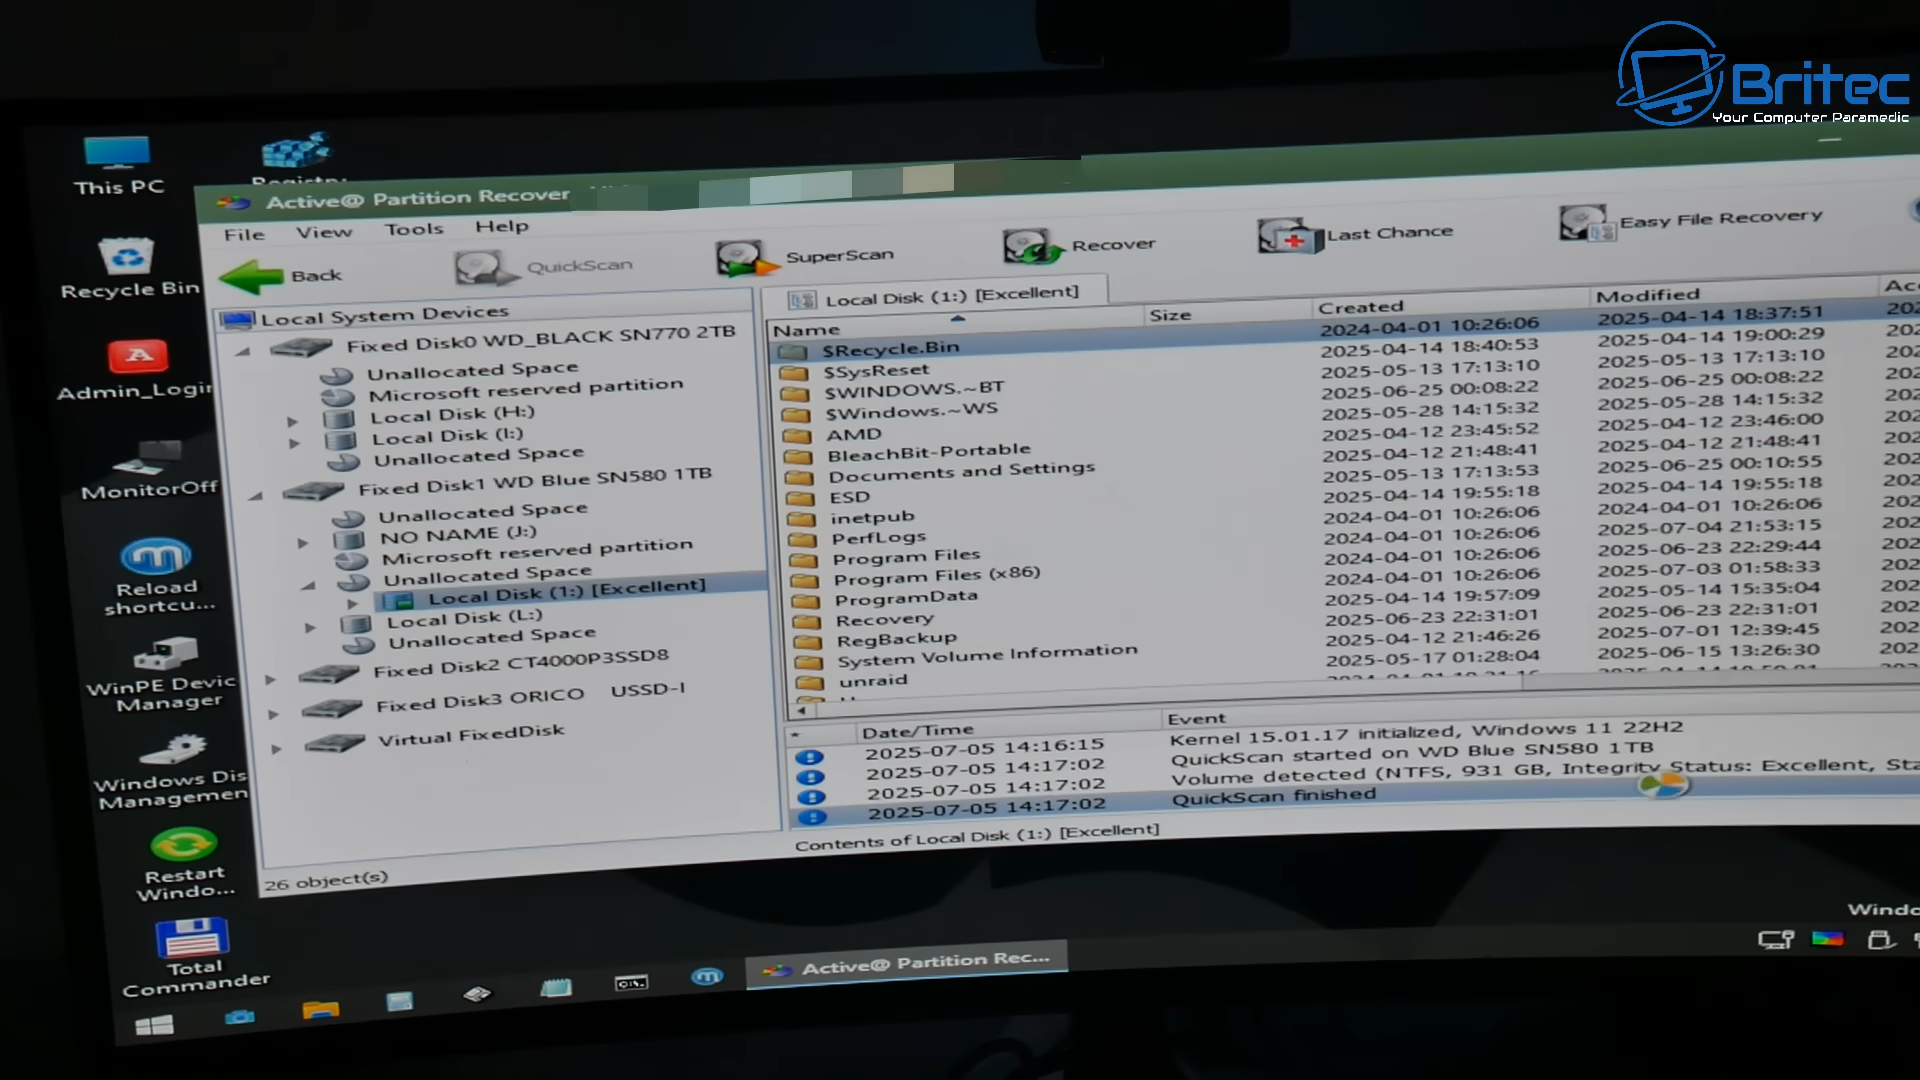 Britec
Your Computer Paramedic
This PC
Recycle Bin
Admin_Login
MonitorOff
Reload
shortcu...
WinPE Devic
Manager
Windows Dis
Managemen
Restart
Windo...
Total
Commander
Active@ Partition Recover
File View Tools Help
Back
QuickScan
SuperScan
Recover
Last Chance
Easy File Recovery
Local System Devices
Fixed Disk0 WD_BLACK SN770 2TB
Unallocated Space
Microsoft reserved partition
Local Disk (H:)
Local Disk (I:)
Unallocated Space
Fixed Disk1 WD Blue SN580 1TB
Unallocated Space
NO NAME (J:)
Microsoft reserved partition
Unallocated Space
Local Disk (1:) [Excellent]
Local Disk (L:)
Unallocated Space
Fixed Disk2 CT4000P3SSD8
Fixed Disk3 ORICO USSD-I
Virtual FixedDisk
26 object(s)
Local Disk (1:) [Excellent]
Name Size Created Modified
$Recycle.Bin 2024-04-01 10:26:06 2025-04-14 18:37:51
$SysReset 2025-04-14 18:40:53 2025-04-14 19:00:29
$WINDOWS.~BT 2025-05-13 17:13:10 2025-05-13 17:13:10
$Windows.~WS 2025-06-25 00:08:22 2025-06-25 00:08:22
AMD 2025-05-28 14:15:32 2025-05-28 14:15:32
BleachBit-Portable 2025-04-12 23:45:52 2025-04-12 23:46:00
Documents and Settings 2025-04-12 21:48:41 2025-04-12 21:48:41
ESD 2025-05-13 17:13:53 2025-06-25 00:10:55
inetpub 2025-04-14 19:55:18 2025-04-14 19:55:18
PerfLogs 2024-04-01 10:26:06 2024-04-01 10:26:06
Program Files 2024-04-01 10:26:06 2025-07-04 21:53:15
Program Files (x86) 2024-04-01 10:26:06 2025-06-23 22:29:44
ProgramData 2024-04-01 10:26:06 2025-07-03 01:58:33
Recovery 2025-04-14 19:57:09 2025-05-14 15:35:04
RegBackup 2025-06-23 22:31:01 2025-06-23 22:31:01
System Volume Information 2025-04-12 21:46:26 2025-07-01 12:39:45
unraid 2025-05-17 01:28:04 2025-06-15 13:26:30
Date/Time Event
2025-07-05 14:16:15 Kernel 15.01.17 initialized, Windows 11 22H2
2025-07-05 14:17:02 QuickScan started on WD Blue SN580 1TB
2025-07-05 14:17:02 Volume detected (NTFS, 931 GB, Integrity Status: Excellent, Sta
2025-07-05 14:17:02 QuickScan finished
Contents of Local Disk (1:) [Excellent]
Windo
Active@ Partition Rec...